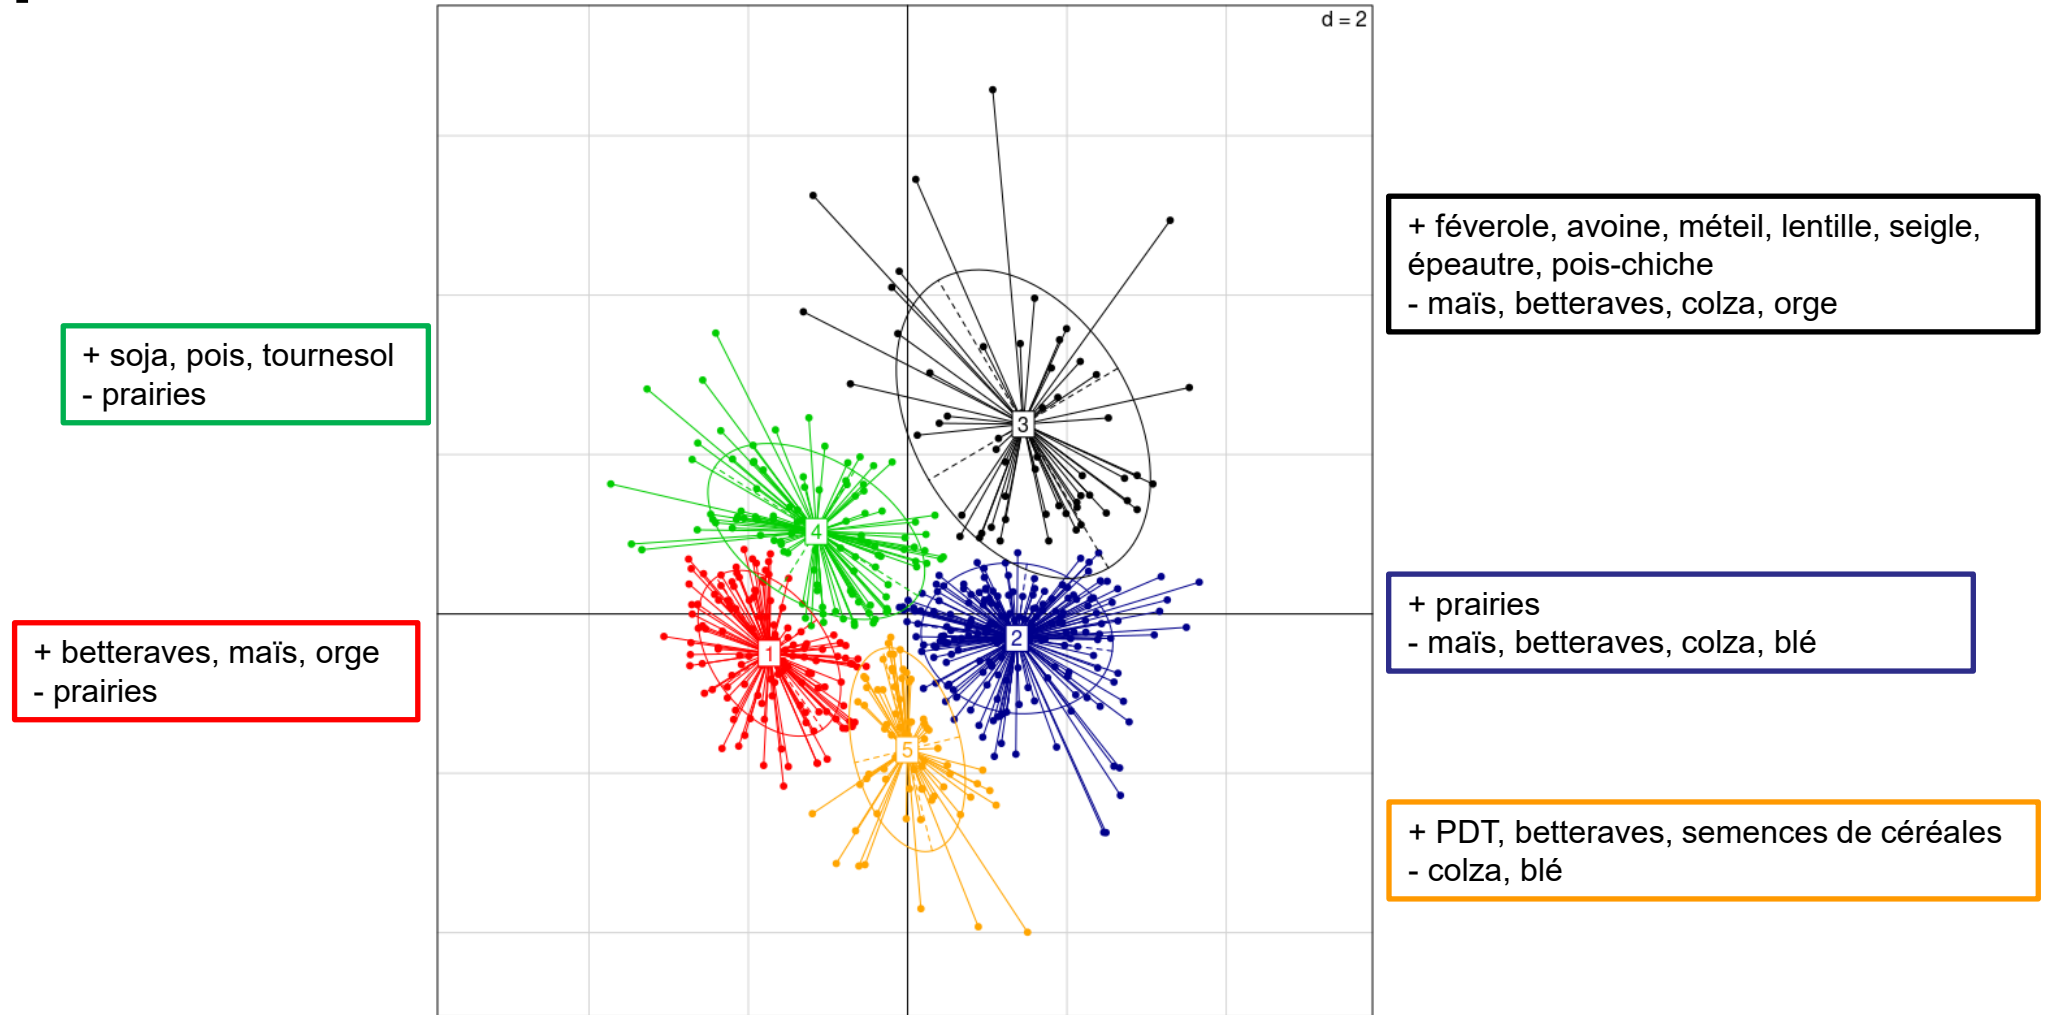 d = 2
+ féverole, avoine, méteil, lentille, seigle,
épeautre, pois-chiche
- maïs, betteraves, colza, orge
+ soja, pois, tournesol
- prairies
3
4
+ prairies
- maïs, betteraves, colza, blé
+ betteraves, maïs, orge
- prairies
1
2
5
+ PDT, betteraves, semences de céréales
- colza, blé